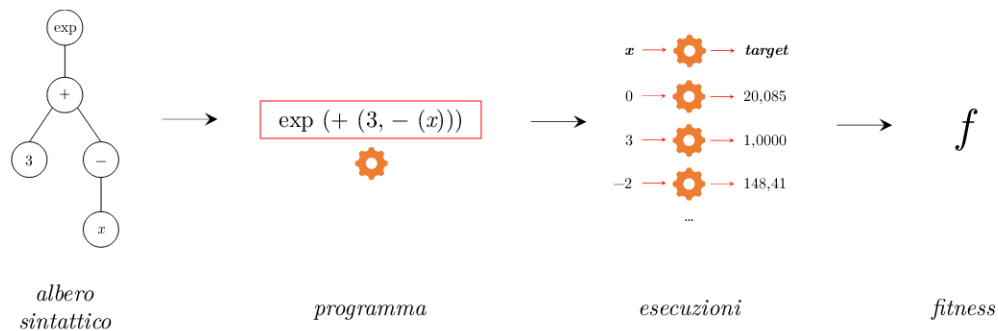 exp
+
3
−
x
exp (+ (3, − (x)))
x target
0 20,085
3 1,0000
−2 148,41
...
f
albero
sintattico
programma
esecuzioni
fitness